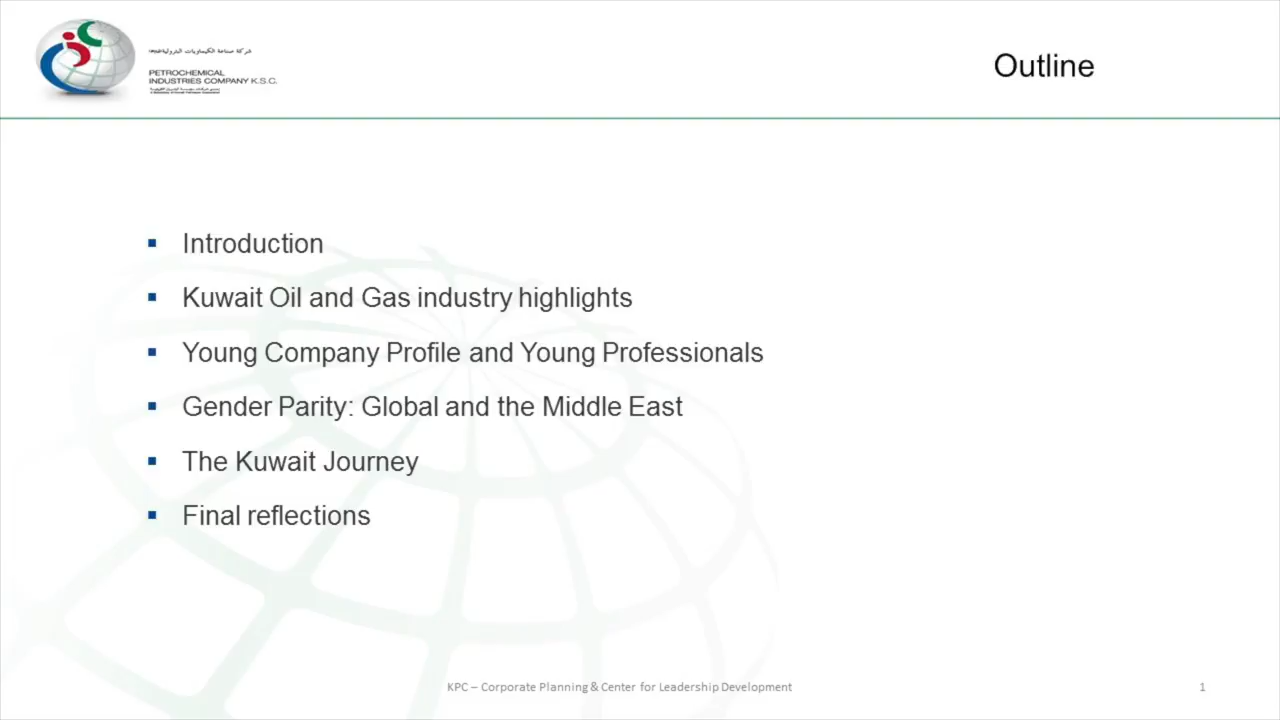 شركة صناعة الكيماويات البترولية
PETROCHEMICAL
INDUSTRIES COMPANY K.S.C.
Outline
▪ Introduction
▪ Kuwait Oil and Gas industry highlights
▪ Young Company Profile and Young Professionals
▪ Gender Parity: Global and the Middle East
▪ The Kuwait Journey
▪ Final reflections
KPC – Corporate Planning & Center for Leadership Development
1